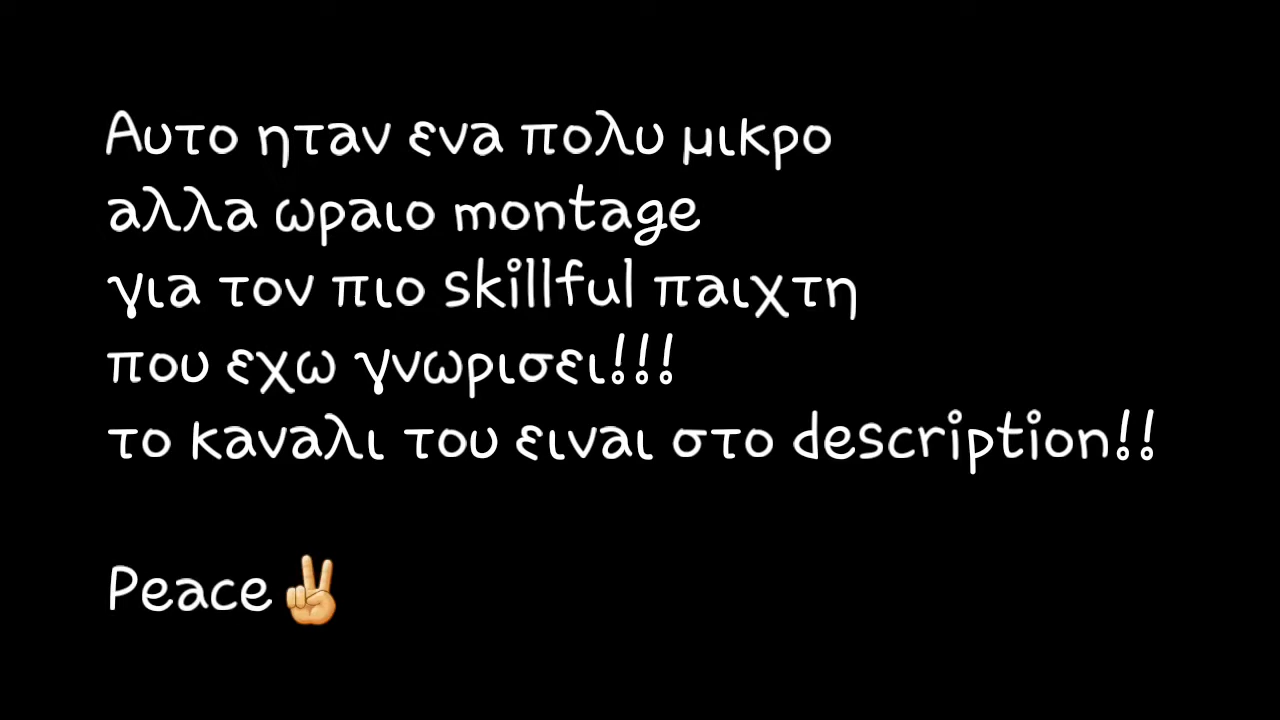 Αυτο ηταν ενα πολυ μικρο
αλλα ωραιο montage
για τον πιο skillful παιχτη
που εχω γνωρισει!!!
το καναλι του ειναι στο description!!
Peace✌